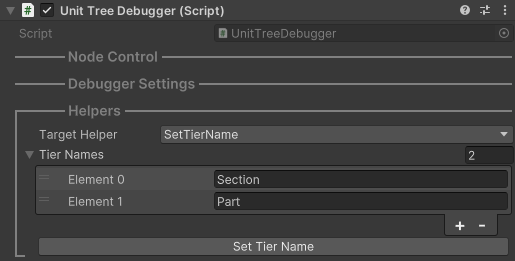 Unit Tree Debugger (Script)
Script UnitTreeDebugger
Node Control
Debugger Settings
Helpers
Target Helper SetTierName
Tier Names 2
Element 0 Section
Element 1 Part
+ -
Set Tier Name